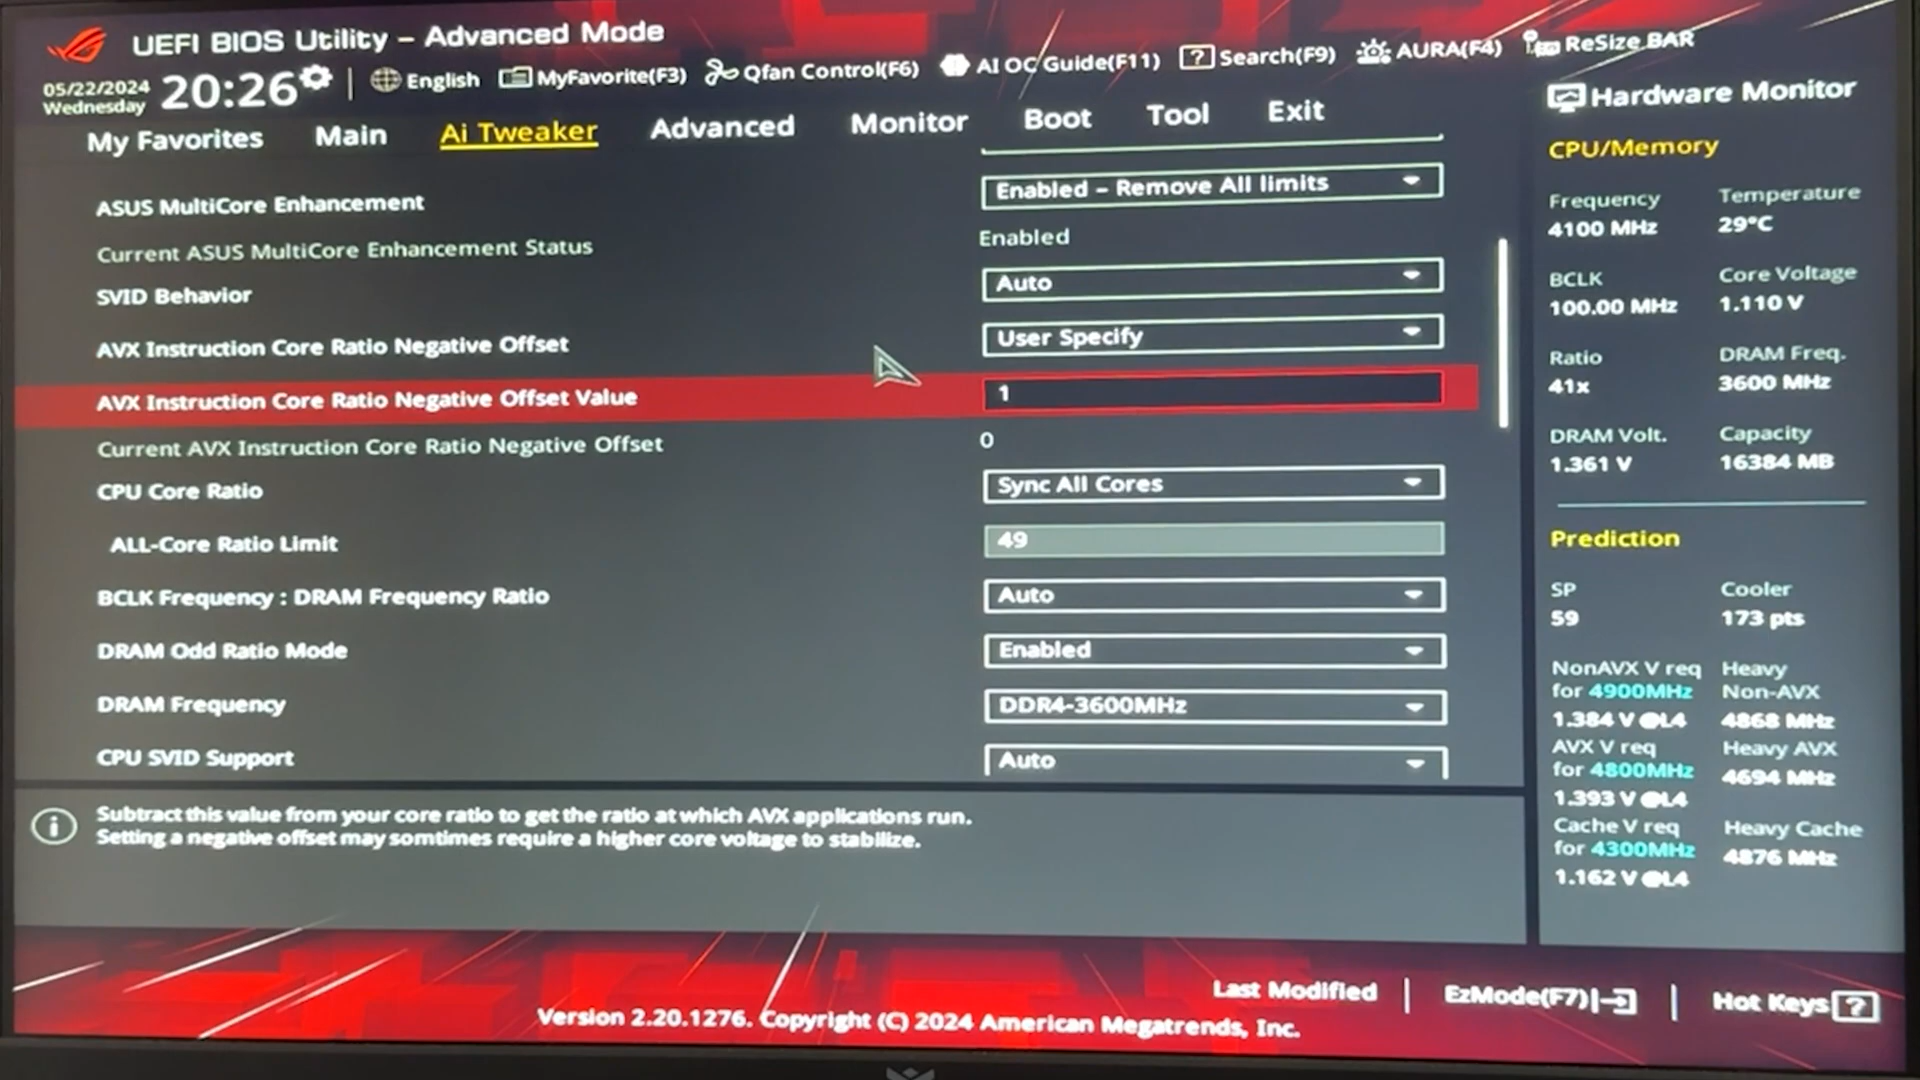 UEFI BIOS Utility – Advanced Mode
05/22/2024
Wednesday
20:26
English
MyFavorite(F3)
Qfan Control(F6)
AI OC Guide(F11)
Search(F9)
AURA(F4)
ReSize BAR
My Favorites
Main
Ai Tweaker
Advanced
Monitor
Boot
Tool
Exit
ASUS MultiCore Enhancement
Enabled – Remove All limits
Current ASUS MultiCore Enhancement Status
Enabled
SVID Behavior
Auto
AVX Instruction Core Ratio Negative Offset
User Specify
AVX Instruction Core Ratio Negative Offset Value
1
Current AVX Instruction Core Ratio Negative Offset
0
CPU Core Ratio
Sync All Cores
ALL-Core Ratio Limit
49
BCLK Frequency : DRAM Frequency Ratio
Auto
DRAM Odd Ratio Mode
Enabled
DRAM Frequency
DDR4-3600MHz
CPU SVID Support
Auto
Subtract this value from your core ratio to get the ratio at which AVX applications run.
Setting a negative offset may somtimes require a higher core voltage to stabilize.
Hardware Monitor
CPU/Memory
Frequency
Temperature
4100 MHz
29°C
BCLK
Core Voltage
100.00 MHz
1.110 V
Ratio
DRAM Freq.
41x
3600 MHz
DRAM Volt.
Capacity
1.361 V
16384 MB
Prediction
SP
Cooler
59
173 pts
NonAVX V req
Heavy
for 4900MHz
Non-AVX
1.384 V @L4
4868 MHz
AVX V req
Heavy AVX
for 4800MHz
4694 MHz
1.393 V @L4
Cache V req
Heavy Cache
for 4300MHz
4876 MHz
1.162 V @L4
Last Modified
EzMode(F7)
Hot Keys ?
Version 2.20.1276. Copyright (C) 2024 American Megatrends, Inc.